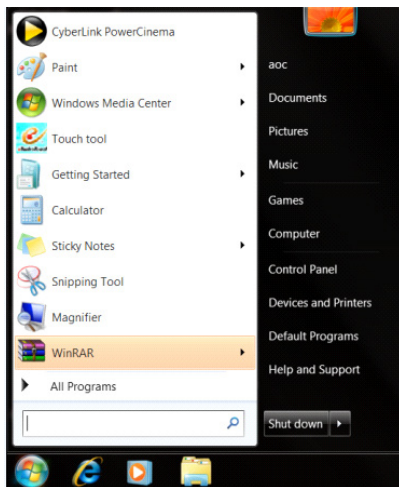 CyberLink PowerCinema
Paint
Windows Media Center
Touch tool
Getting Started
Calculator
Sticky Notes
Snipping Tool
Magnifier
WinRAR
All Programs
aoc
Documents
Pictures
Music
Games
Computer
Control Panel
Devices and Printers
Default Programs
Help and Support
Shut down